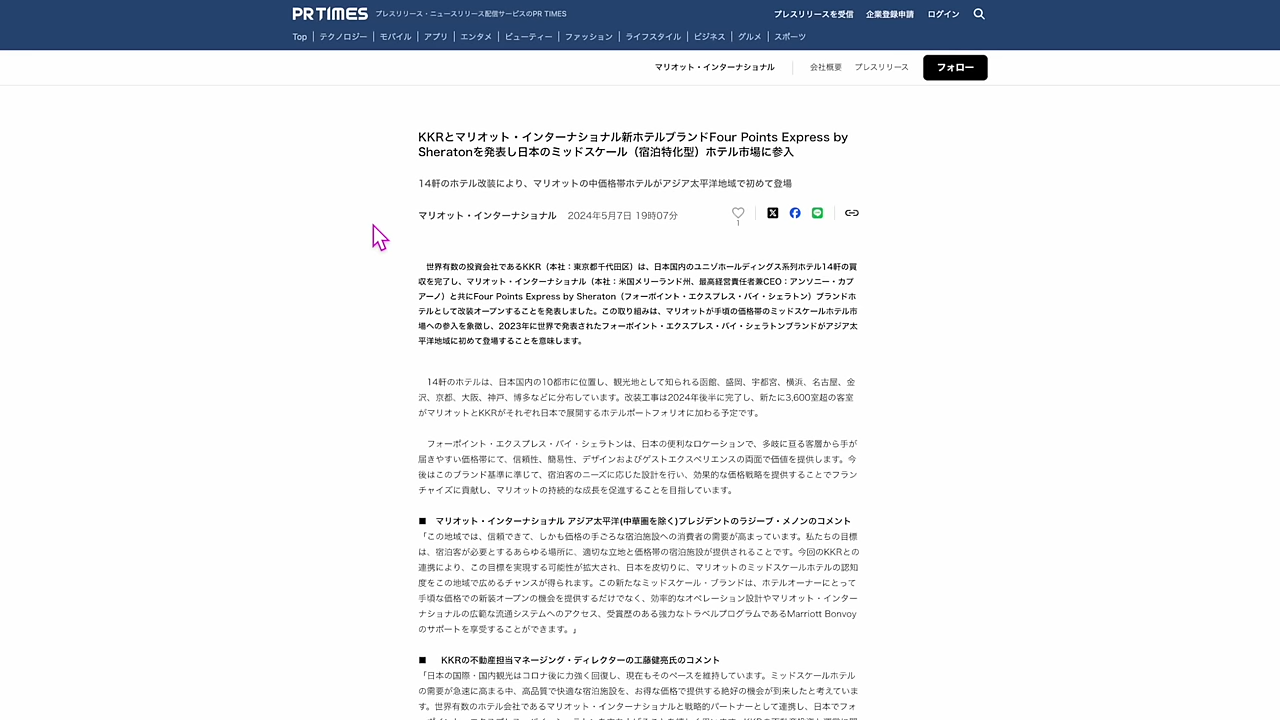 PR TIMES プレスリリース・ニュースリリース配信サービスのPR TIMES
プレスリリースを受信 企業登録申請 ログイン
Top | テクノロジー | モバイル | アプリ | エンタメ | ビューティー | ファッション | ライフスタイル | ビジネス | グルメ | スポーツ
マリオット・インターナショナル 会社概要 プレスリリース フォロー
KKRとマリオット・インターナショナル新ホテルブランドFour Points Express by
Sheratonを発表し日本のミッドスケール（宿泊特化型）ホテル市場に参入
14軒のホテル改装により、マリオットの中価格帯ホテルがアジア太平洋地域で初めて登場
マリオット・インターナショナル 2024年5月7日 19時07分
1
世界有数の投資会社であるKKR（本社：東京都千代田区）は、日本国内のユニゾホールディングス系列ホテル14軒の買
収を完了し、マリオット・インターナショナル（本社：米国メリーランド州、最高経営責任者兼CEO：アンソニー・カプ
アーノ）と共にFour Points Express by Sheraton（フォーポイント・エクスプレス・バイ・シェラトン）ブランドホ
テルとして改装オープンすることを発表しました。この取り組みは、マリオットが手頃の価格帯のミッドスケールホテル市
場への参入を象徴し、2023年に世界で発表されたフォーポイント・エクスプレス・バイ・シェラトンブランドがアジア太
平洋地域に初めて登場することを意味します。
14軒のホテルは、日本国内の10都市に位置し、観光地として知られる函館、盛岡、宇都宮、横浜、名古屋、金
沢、京都、大阪、神戸、博多などに分布しています。改装工事は2024年後半に完了し、新たに3,600室超の客室
がマリオットとKKRがそれぞれ日本で展開するホテルポートフォリオに加わる予定です。
フォーポイント・エクスプレス・バイ・シェラトンは、日本の便利なロケーションで、多岐に亘る客層から手が
届きやすい価格帯にて、信頼性、簡易性、デザインおよびゲストエクスペリエンスの両面で価値を提供します。今
後はこのブランド基準に準じて、宿泊客のニーズに応じた設計を行い、効果的な価格戦略を提供することでフラン
チャイズに貢献し、マリオットの持続的な成長を促進することを目指しています。
■ マリオット・インターナショナル アジア太平洋(中華圏を除く)プレジデントのラジーブ・メノンのコメント
「この地域では、信頼できて、しかも価格の手ごろな宿泊施設への消費者の需要が高まっています。私たちの目標
は、宿泊客が必要とするあらゆる場所に、適切な立地と価格帯の宿泊施設が提供されることです。今回のKKRとの
連携により、この目標を実現する可能性が拡大され、日本を皮切りに、マリオットのミッドスケールホテルの認知
度をこの地域で広めるチャンスが得られます。この新たなミッドスケール・ブランドは、ホテルオーナーにとって
手頃な価格での新装オープンの機会を提供するだけでなく、効率的なオペレーション設計やマリオット・インター
ナショナルの広範な流通システムへのアクセス、受賞歴のある強力なトラベルプログラムであるMarriott Bonvoy
のサポートを享受することができます。」
■ KKRの不動産担当マネージング・ディレクターの工藤健亮氏のコメント
「日本の国際・国内観光はコロナ後に力強く回復し、現在もそのペースを維持しています。ミッドスケールホテル
の需要が急速に高まる中、高品質で快適な宿泊施設を、お得な価格で提供する絶好の機会が到来したと考えていま
す。世界有数のホテル会社であるマリオット・インターナショナルと戦略的パートナーとして連携し、日本でフォ